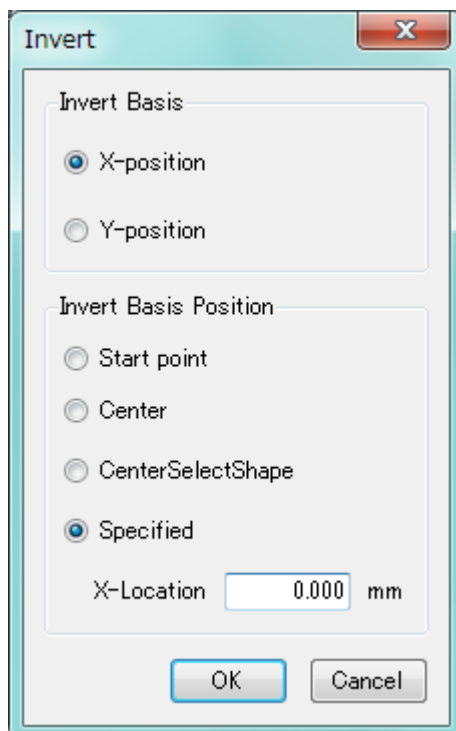 Invert
Invert Basis
X-position
Y-position
Invert Basis Position
Start point
Center
CenterSelectShape
Specified
X-Location 0.000 mm
OK Cancel